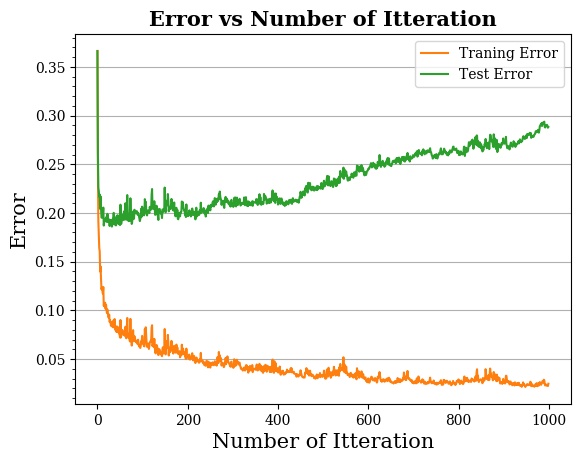 Error vs Number of Itteration
Traning Error
Test Error
Error
0.35
0.30
0.25
0.20
0.15
0.10
0.05
0 200 400 600 800 1000
Number of Itteration